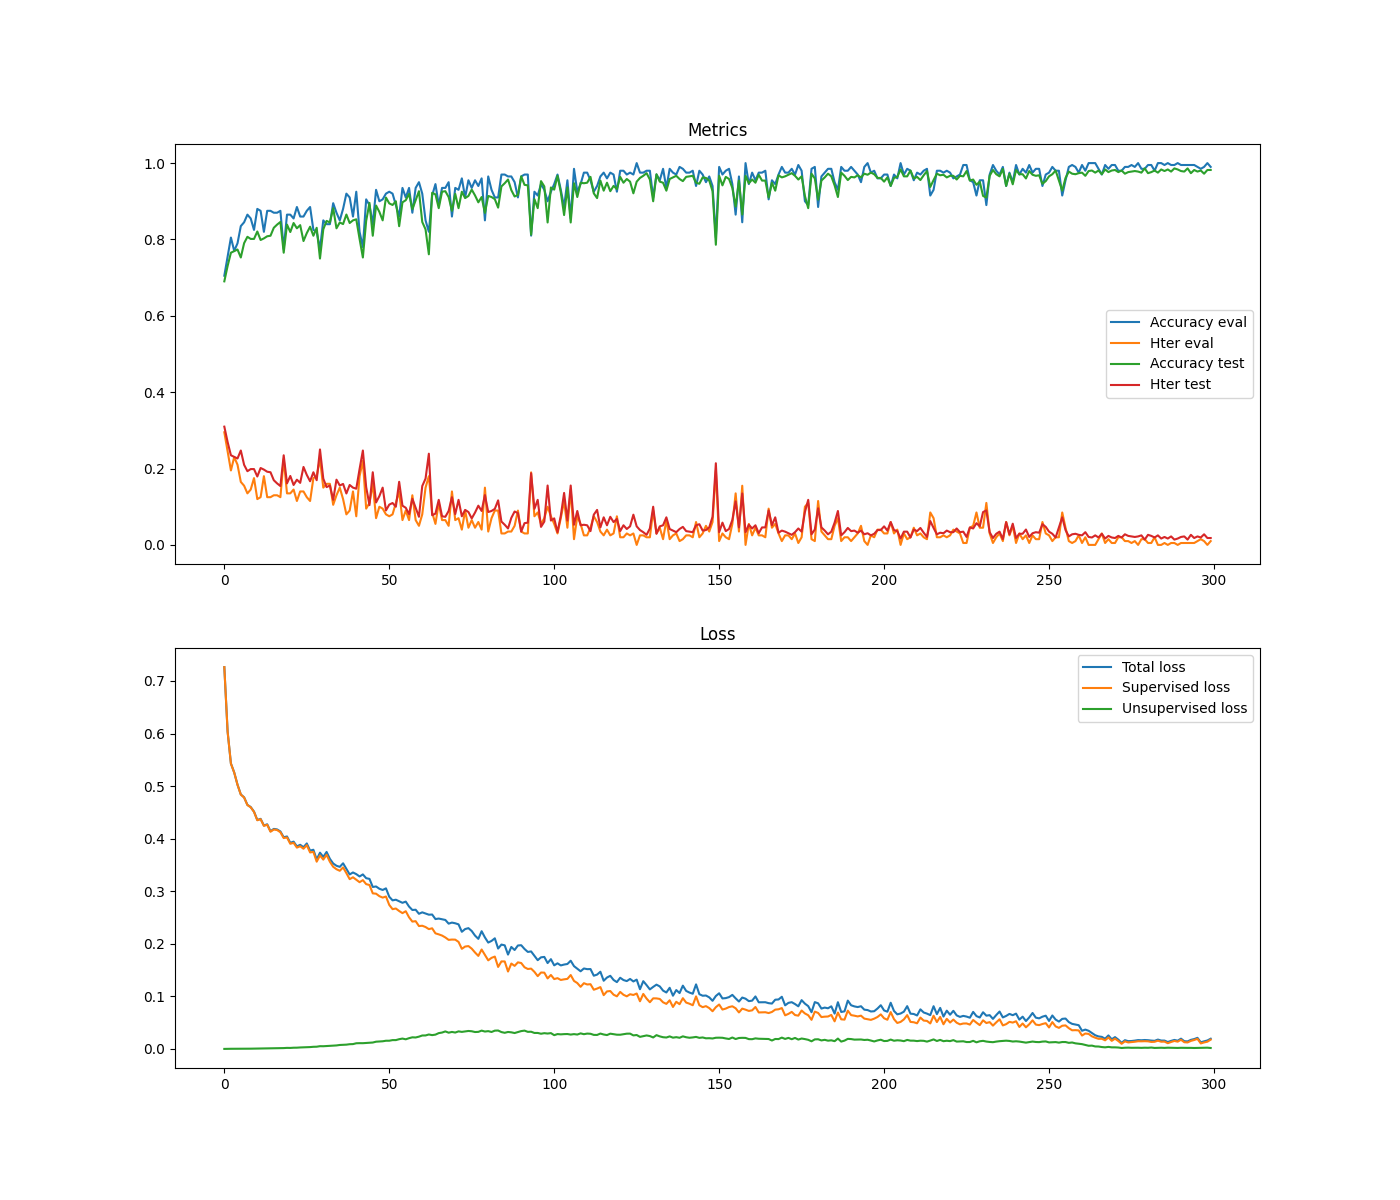 Metrics
1.0
0.8
0.6
0.4
0.2
0.0
Accuracy eval
Hter eval
Accuracy test
Hter test
0 50 100 150 200 250 300
Loss
0.7
0.6
0.5
0.4
0.3
0.2
0.1
0.0
Total loss
Supervised loss
Unsupervised loss
0 50 100 150 200 250 300